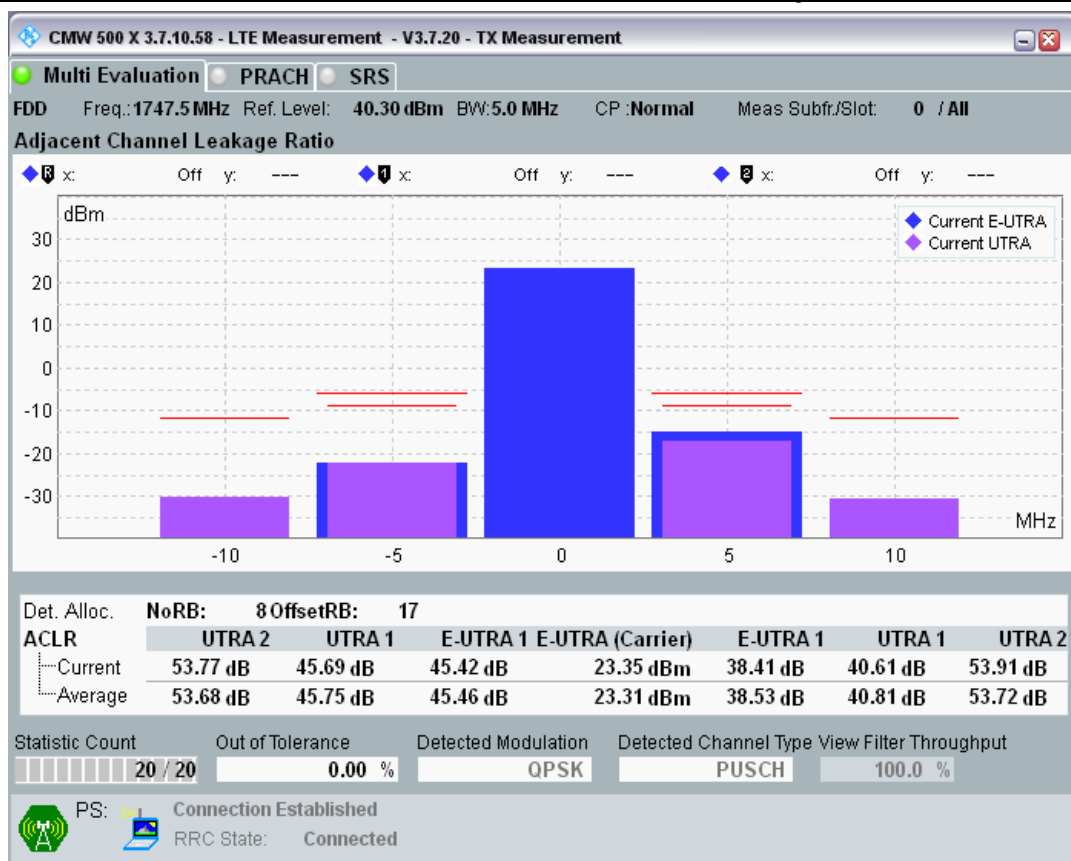 CMW 500 X 3.7.10.58 - LTE Measurement - V3.7.20 - TX Measurement
Multi Evaluation PRACH SRS
FDD Freq.:1747.5 MHz Ref. Level: 40.30 dBm BW:5.0 MHz CP :Normal Meas Subfr./Slot: 0 / All
Adjacent Channel Leakage Ratio
R x: Off y: --- 1 x: Off y: --- 2 x: Off y: ---
dBm
Current E-UTRA
Current UTRA
30
20
10
0
-10
-20
-30
MHz
-10 -5 0 5 10
Det. Alloc. NoRB: 8 OffsetRB: 17
ACLR UTRA 2 UTRA 1 E-UTRA 1 E-UTRA (Carrier) E-UTRA 1 UTRA 1 UTRA 2
Current 53.77 dB 45.69 dB 45.42 dB 23.35 dBm 38.41 dB 40.61 dB 53.91 dB
Average 53.68 dB 45.75 dB 45.46 dB 23.31 dBm 38.53 dB 40.81 dB 53.72 dB
Statistic Count Out of Tolerance Detected Modulation Detected Channel Type View Filter Throughput
20 / 20 0.00 % QPSK PUSCH 100.0 %
PS: Connection Established
RRC State: Connected